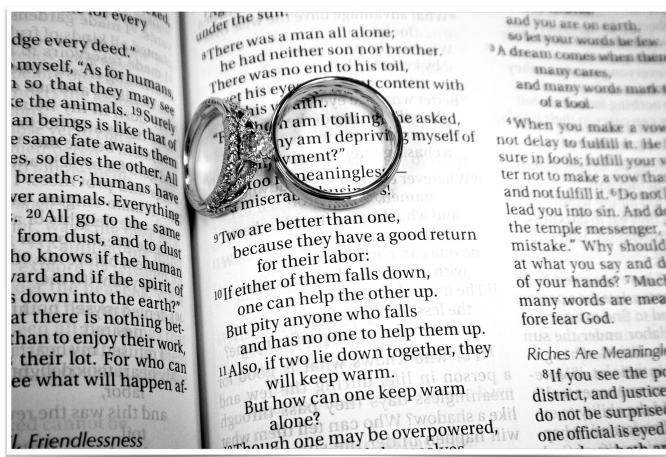 for every
dge every deed."
myself, "As for humans,
so that they may see
ke the animals. 19Surely
an beings is like that of
same fate awaits them
es, so dies the other. All
breathc; humans have
ver animals. Everything
20All go to the same
from dust, and to dust
ho knows if the human
ward and if the spirit of
s down into the earth?"
at there is nothing bet-
than to enjoy their work,
their lot. For who can
ee what will happen af-
Friendlessness
under the sun:
8There was a man all alone;
he had neither son nor brother.
There was no end to his toil,
yet his eyes content with
his wealth.
am I toiling," he asked,
am I depriving myself of
yment?"
too meaningless—
a miserable business!
9Two are better than one,
because they have a good return
for their labor:
10If either of them falls down,
one can help the other up.
But pity anyone who falls
and has no one to help them up.
11Also, if two lie down together, they
will keep warm.
But how can one keep warm
alone?
12Though one may be overpowered,
and you are on earth,
so let your words be few.
3A dream comes when there
many cares,
and many words mark t
of a fool.
4When you make a vow
not delay to fulfill it. He
sure in fools; fulfill your v
ter not to make a vow tha
and not fulfill it. 6Do not
lead you into sin. And d
the temple messenger,
mistake." Why should
at what you say and d
of your hands? 7Much
many words are mea
fore fear God.
Riches Are Meaningle
8If you see the po
district, and justice
do not be surprised
one official is eyed